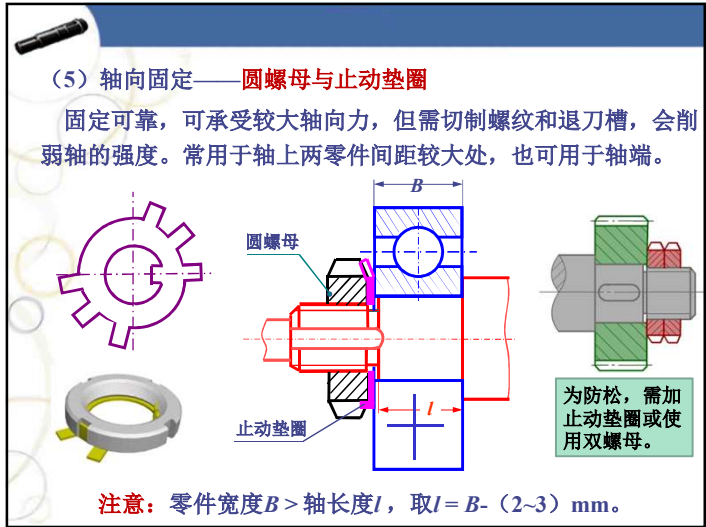 （5）轴向固定——圆螺母与止动垫圈
固定可靠，可承受较大轴向力，但需切制螺纹和退刀槽，会削
弱轴的强度。常用于轴上两零件间距较大处，也可用于轴端。
B
圆螺母
l
止动垫圈
为防松，需加
止动垫圈或使
用双螺母。
注意：零件宽度B > 轴长度l ，取l = B-（2~3）mm。